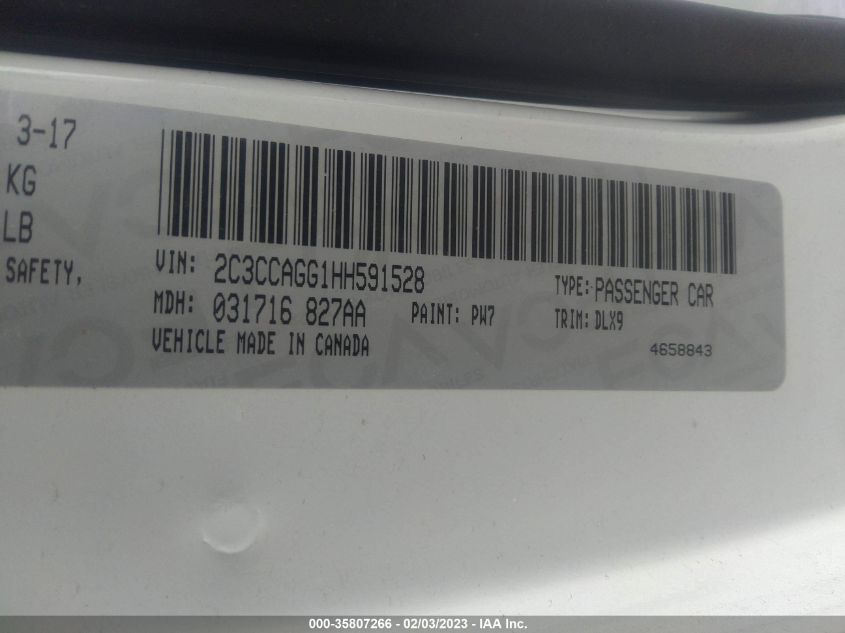 3-17
KG
LB
SAFETY,
VIN: 2C3CCAGG1HH591528
TYPE: PASSENGER CAR
MDH: 031716 827AA
PAINT: PW7
TRIM: DLX9
VEHICLE MADE IN CANADA
4658843
000-35807266 - 02/03/2023 - IAA Inc.